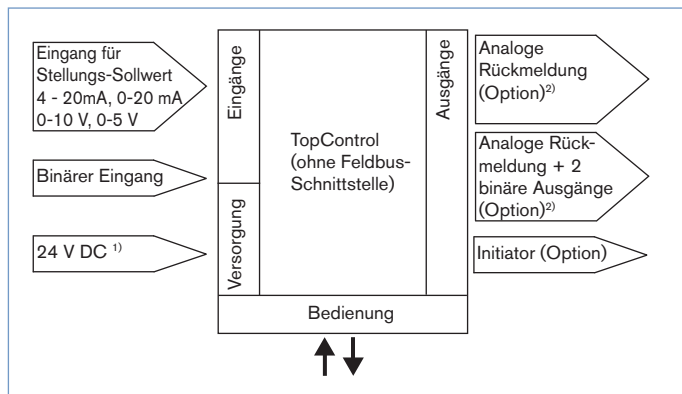 Eingang für
Stellungs-Sollwert
4 - 20mA, 0-20 mA
0-10 V, 0-5 V
Binärer Eingang
24 V DC 1)
Eingänge
Versorgung
TopControl
(ohne Feldbus-
Schnittstelle)
Ausgänge
Bedienung
Analoge
Rückmeldung
(Option)2)
Analoge Rück-
meldung + 2
binäre Ausgänge
(Option)2)
Initiator (Option)